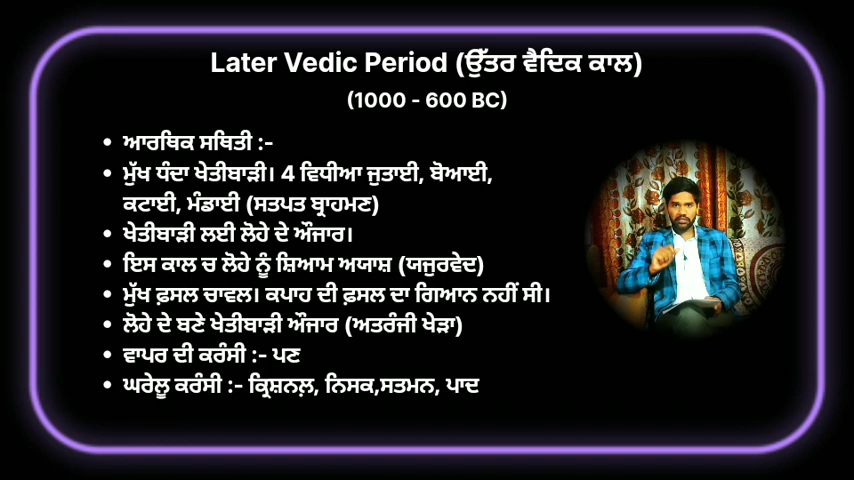 Later Vedic Period (ਉੱਤਰ ਵੈਦਿਕ ਕਾਲ)
(1000 - 600 BC)
• ਆਰਥਿਕ ਸਥਿਤੀ :-
• ਮੁੱਖ ਧੰਦਾ ਖੇਤੀਬਾੜੀ। 4 ਵਿਧੀਆ ਜੁਤਾਈ, ਬੋਆਈ,
ਕਟਾਈ, ਮੰਡਾਈ (ਸਤਪਤ ਬ੍ਰਾਹਮਣ)
• ਖੇਤੀਬਾੜੀ ਲਈ ਲੋਹੇ ਦੇ ਔਜਾਰ।
• ਇਸ ਕਾਲ ਚ ਲੋਹੇ ਨੂੰ ਸ਼ਿਆਮ ਅਯਾਸ਼ (ਯਜੁਰਵੇਦ)
• ਮੁੱਖ ਫ਼ਸਲ ਚਾਵਲ। ਕਪਾਹ ਦੀ ਫ਼ਸਲ ਦਾ ਗਿਆਨ ਨਹੀਂ ਸੀ।
• ਲੋਹੇ ਦੇ ਬਣੇ ਖੇਤੀਬਾੜੀ ਔਜਾਰ (ਅਤਰੰਜੀ ਖੇੜਾ)
• ਵਾਪਰ ਦੀ ਕਰੰਸੀ :- ਪਣ
• ਘਰੇਲੂ ਕਰੰਸੀ :- ਕ੍ਰਿਸ਼ਨਲ਼, ਨਿਸਕ,ਸਤਮਨ, ਪਾਦ